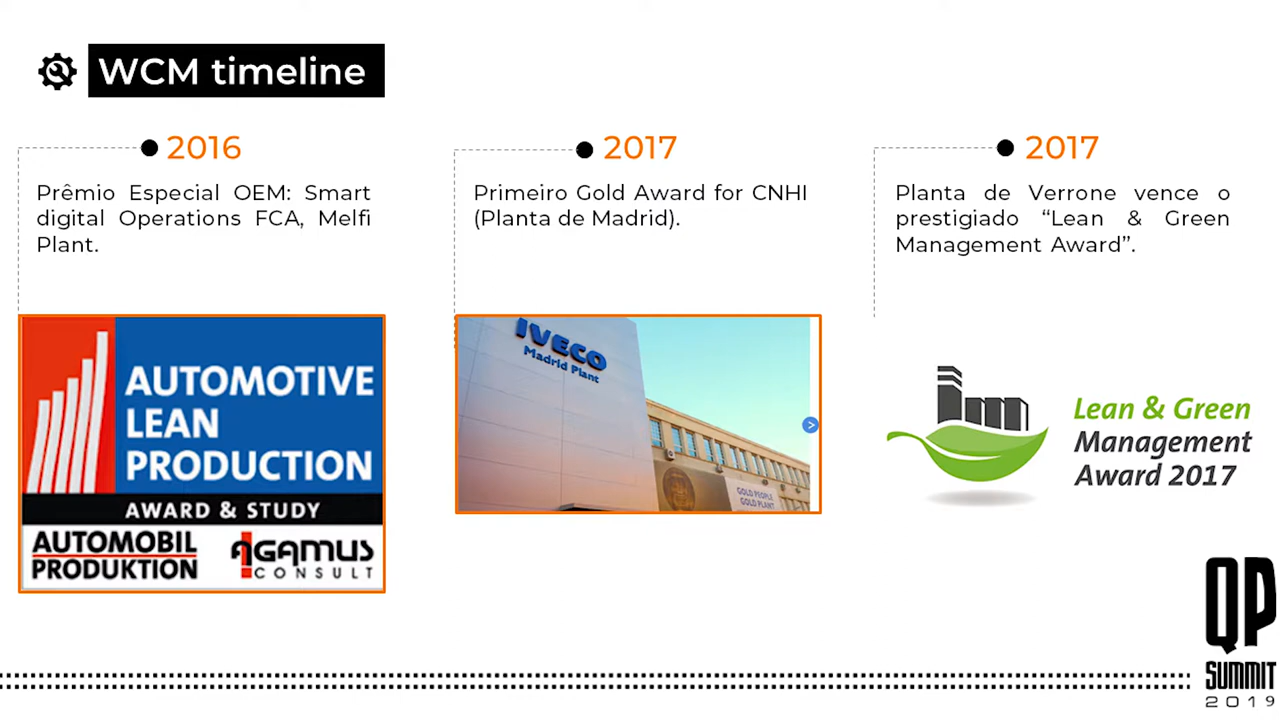 WCM timeline
2016
Prêmio Especial OEM: Smart
digital Operations FCA, Melfi
Plant.
AUTOMOTIVE
LEAN
PRODUCTION
AWARD & STUDY
AUTOMOBIL
PRODUKTION
AGAMUS
CONSULT
2017
Primeiro Gold Award for CNHI
(Planta de Madrid).
IVECO
Madrid Plant
GOLD PEOPLE
GOLD PLANT
2017
Planta de Verrone vence o
prestigiado “Lean & Green
Management Award”.
Lean & Green
Management
Award 2017
QP
SUMMIT
2019